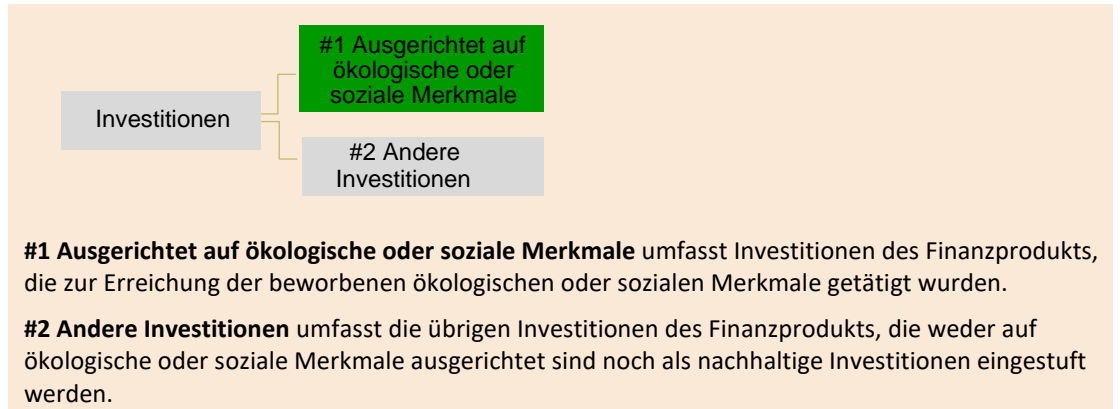 #1 Ausgerichtet auf
ökologische oder
soziale Merkmale
Investitionen
#2 Andere
Investitionen
#1 Ausgerichtet auf ökologische oder soziale Merkmale umfasst Investitionen des Finanzprodukts,
die zur Erreichung der beworbenen ökologischen oder sozialen Merkmale getätigt wurden.
#2 Andere Investitionen umfasst die übrigen Investitionen des Finanzprodukts, die weder auf
ökologische oder soziale Merkmale ausgerichtet sind noch als nachhaltige Investitionen eingestuft
werden.